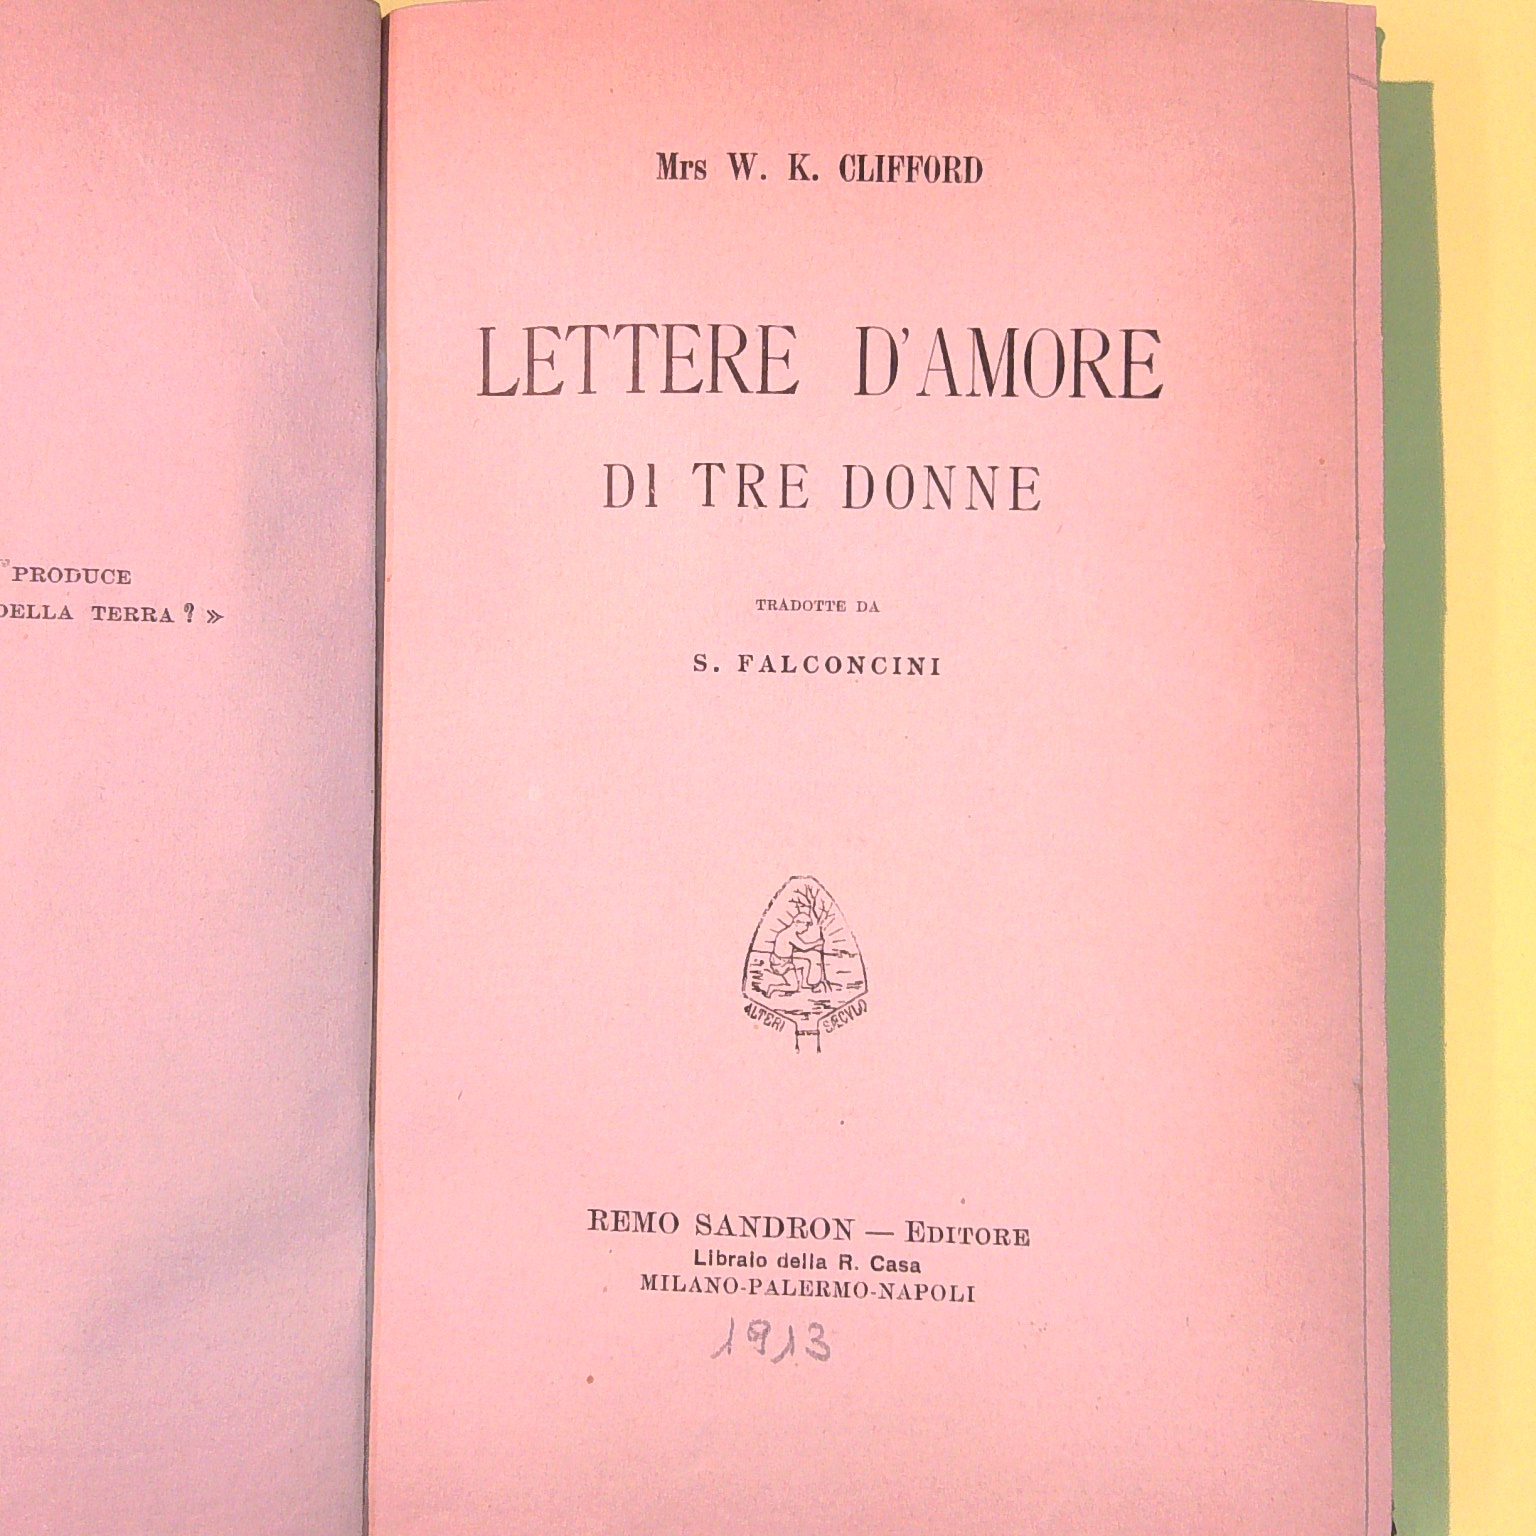 PRODUCE
DELLA TERRA ? »
Mrs W. K. CLIFFORD
LETTERE D'AMORE
DI TRE DONNE
TRADOTTE DA
S. FALCONCINI
ALTERI SÆCVLO
REMO SANDRON — EDITORE
Libraio della R. Casa
MILANO-PALERMO-NAPOLI
1913